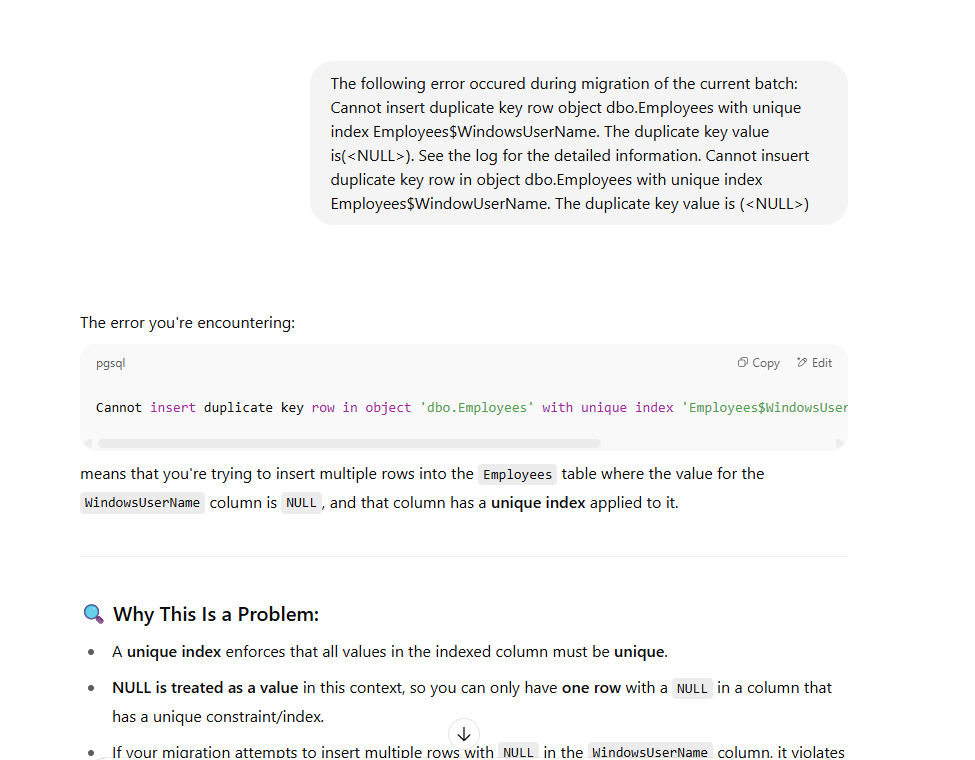 The following error occured during migration of the current batch:
Cannot insert duplicate key row object dbo.Employees with unique
index Employees$WindowsUserName. The duplicate key value
is(<NULL>). See the log for the detailed information. Cannot insuert
duplicate key row in object dbo.Employees with unique index
Employees$WindowUserName. The duplicate key value is (<NULL>)
The error you're encountering:
pgsql
Copy
Edit
Cannot insert duplicate key row in object 'dbo.Employees' with unique index 'Employees$WindowsUser
means that you're trying to insert multiple rows into the Employees table where the value for the
WindowsUserName column is NULL, and that column has a unique index applied to it.
🔍 Why This Is a Problem:
• A unique index enforces that all values in the indexed column must be unique.
• NULL is treated as a value in this context, so you can only have one row with a NULL in a column that
has a unique constraint/index.
• If your migration attempts to insert multiple rows with NULL in the WindowsUserName column, it violates